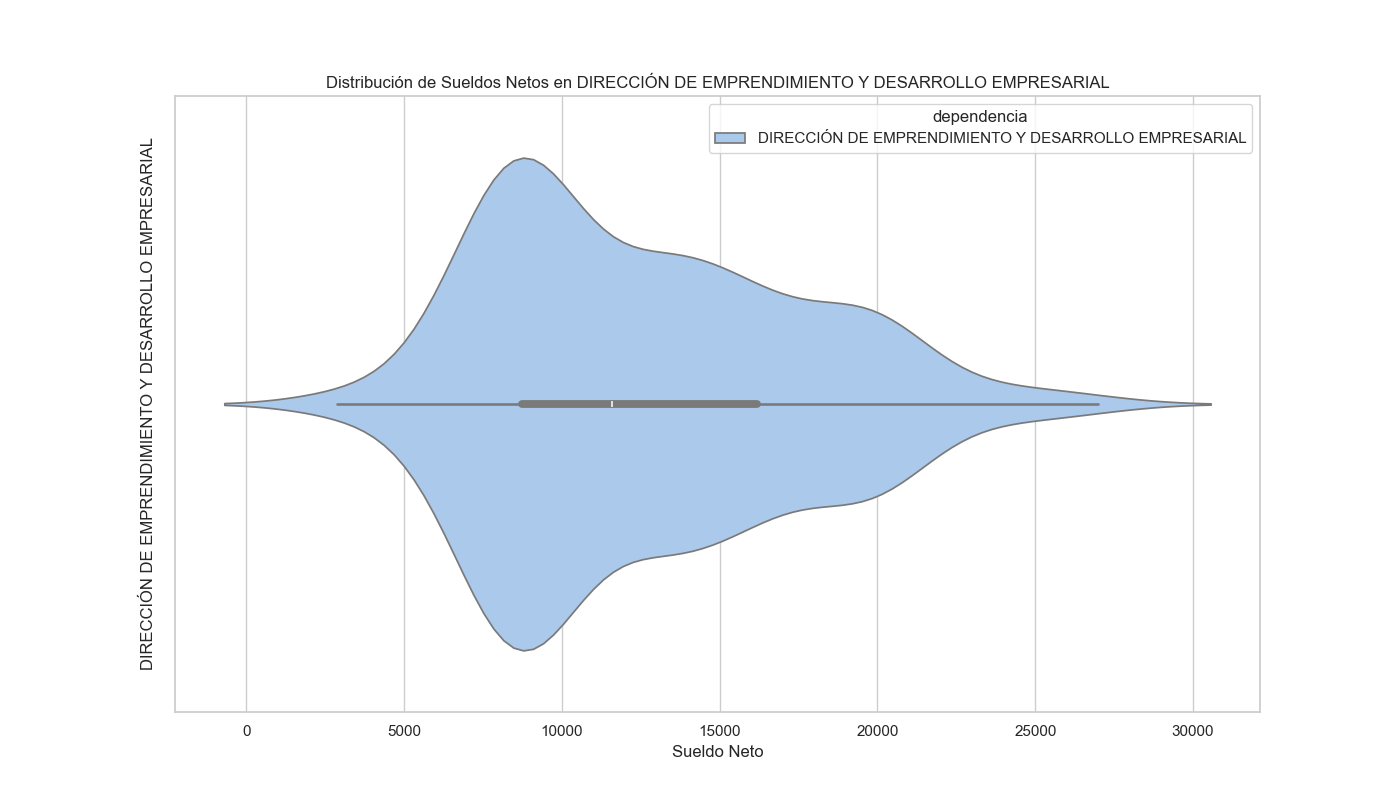 Distribución de Sueldos Netos en DIRECCIÓN DE EMPRENDIMIENTO Y DESARROLLO EMPRESARIAL
dependencia
DIRECCIÓN DE EMPRENDIMIENTO Y DESARROLLO EMPRESARIAL
DIRECCIÓN DE EMPRENDIMIENTO Y DESARROLLO EMPRESARIAL
0 5000 10000 15000 20000 25000 30000
Sueldo Neto